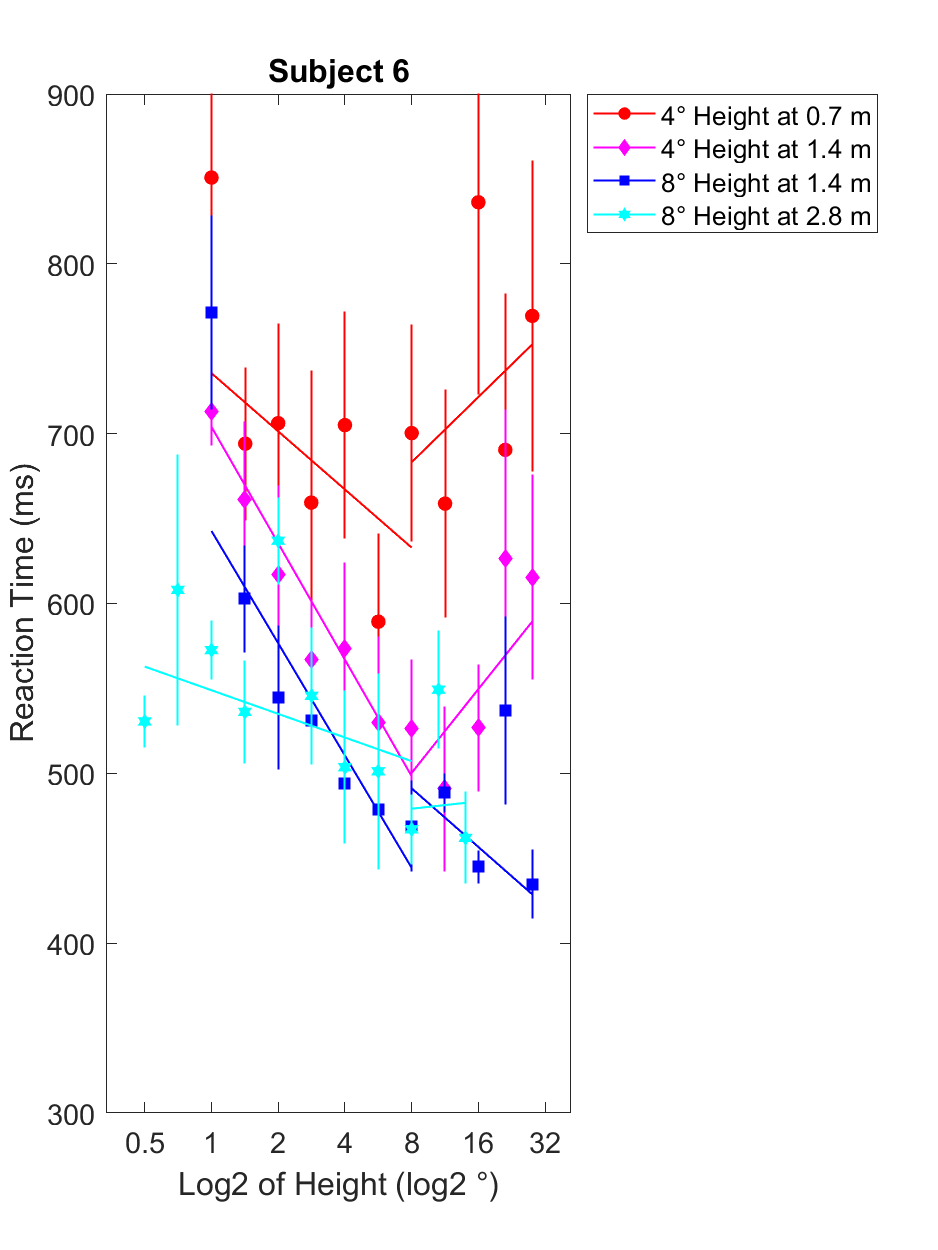 Subject 6
900
800
700
600
500
400
300
Reaction Time (ms)
0.5 1 2 4 8 16 32
Log2 of Height (log2 °)
4° Height at 0.7 m
4° Height at 1.4 m
8° Height at 1.4 m
8° Height at 2.8 m